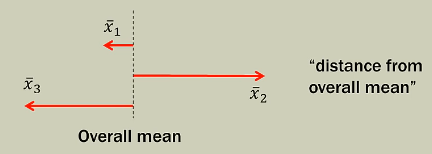 x̄₁
x̄₃
x̄₂
“distance from
overall mean”
Overall mean